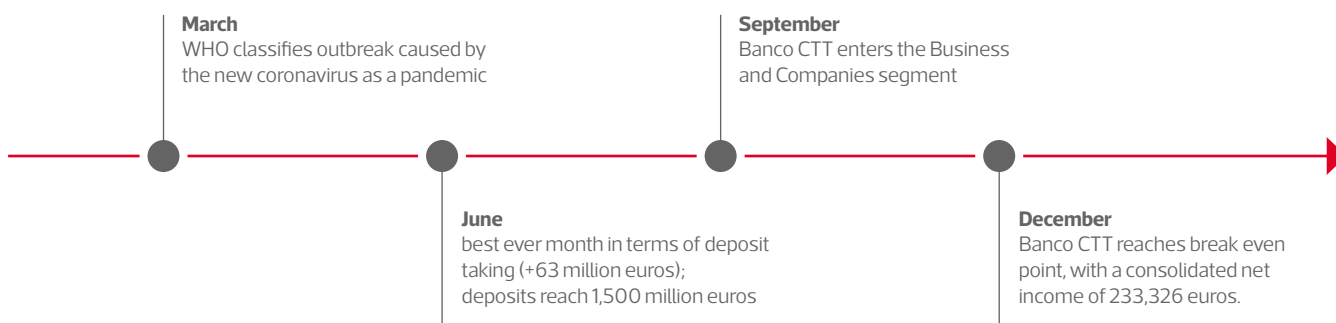 March
WHO classifies outbreak caused by
the new coronavirus as a pandemic
June
best ever month in terms of deposit
taking (+63 million euros);
deposits reach 1,500 million euros
September
Banco CTT enters the Business
and Companies segment
December
Banco CTT reaches break even
point, with a consolidated net
income of 233,326 euros.